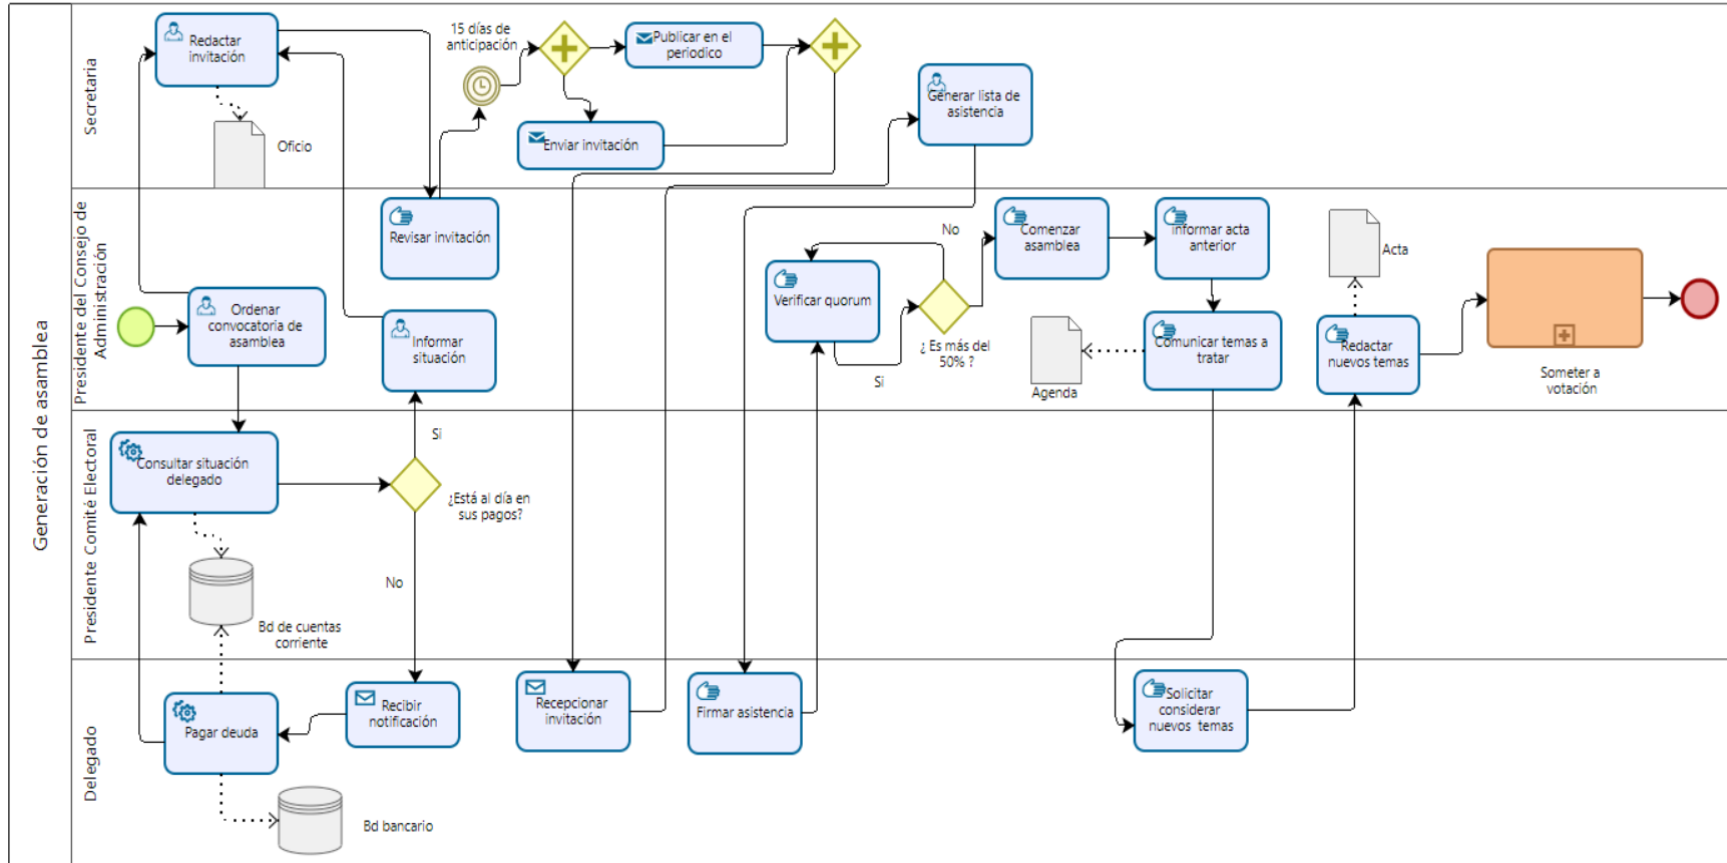 Generación de asamblea
Secretaria
Redactar
invitación
Oficio
15 días de
anticipación
Publicar en el
periodico
Enviar invitación
Generar lista de
asistencia
Presidente del Consejo de
Administración
Ordenar
convocatoria de
asamblea
Revisar invitación
Informar
situación
Verificar quorum
No
Si
¿ Es más del
50% ?
Comenzar
asamblea
informar acta
anterior
Comunicar temas a
tratar
Agenda
Acta
Redactar
nuevos temas
Someter a
votación
Presidente Comité Electoral
Consultar situación
delegado
Si
¿Está al día en
sus pagos?
No
Bd de cuentas
corriente
Delegado
Pagar deuda
Recibir
notificación
Recepcionar
invitación
Firmar asistencia
Solicitar
considerar
nuevos temas
Bd bancario